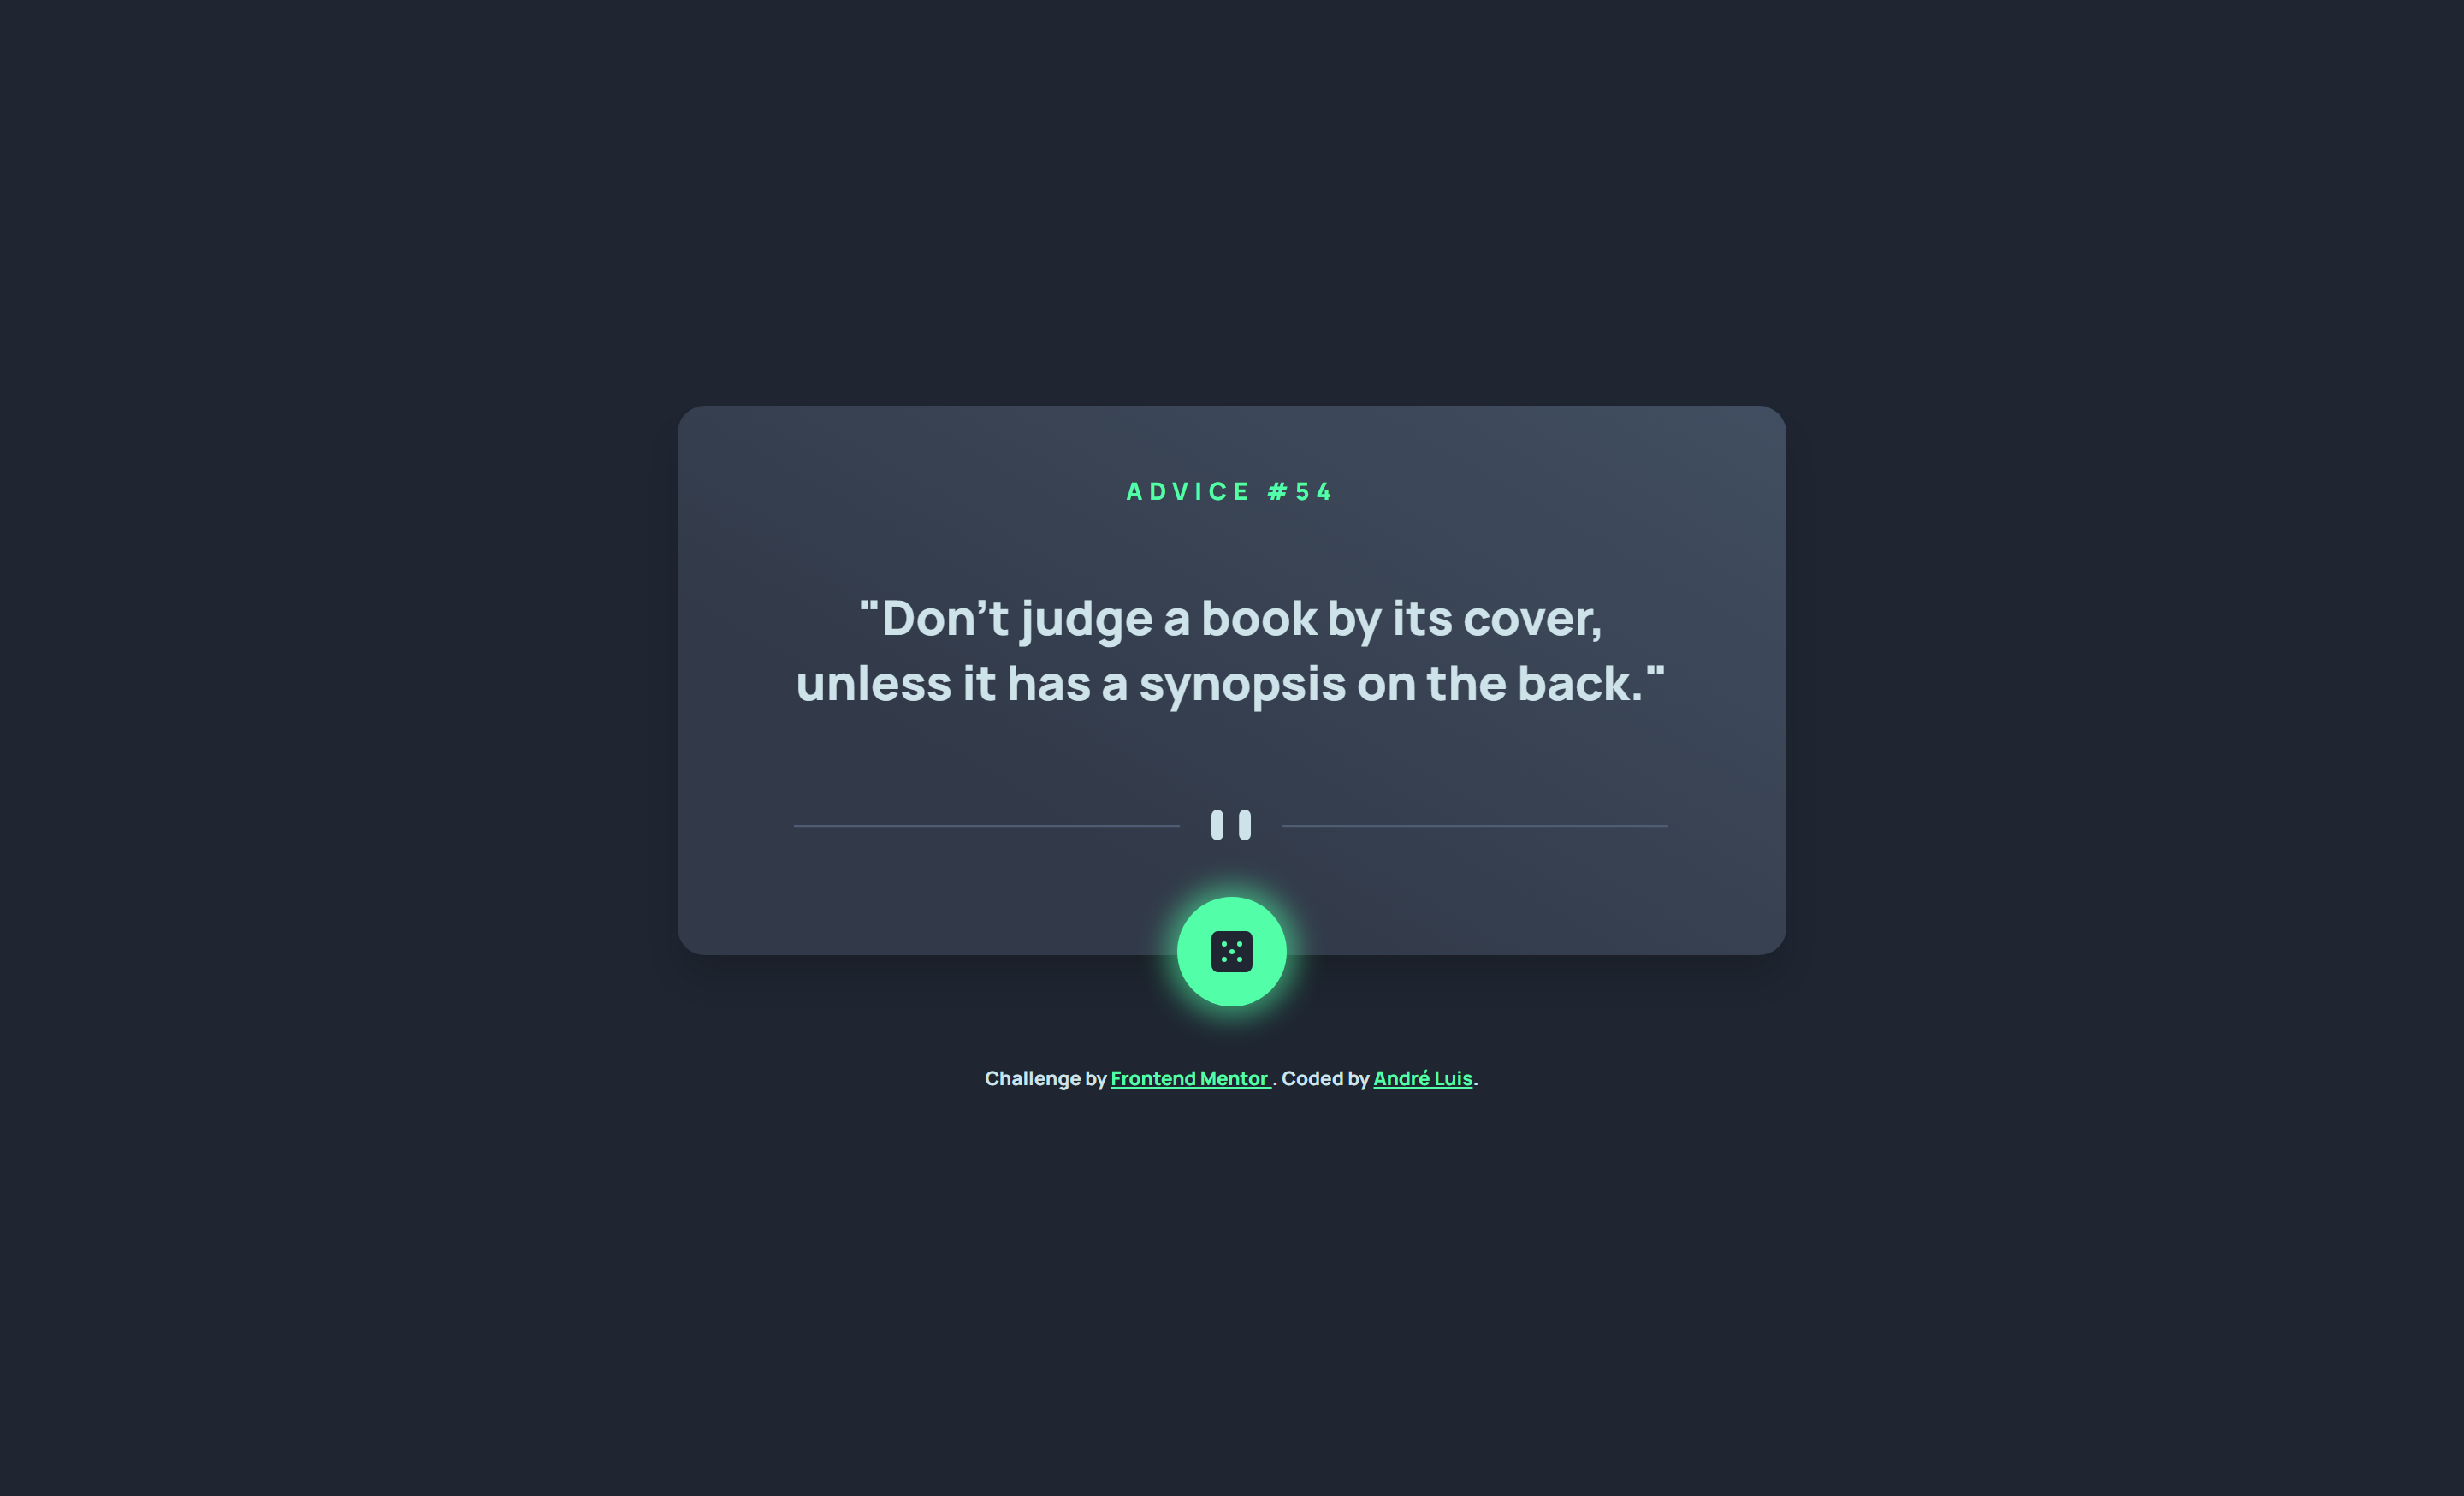 ADVICE #54
"Don't judge a book by its cover,
unless it has a synopsis on the back."
Challenge by Frontend Mentor . Coded by André Luis.